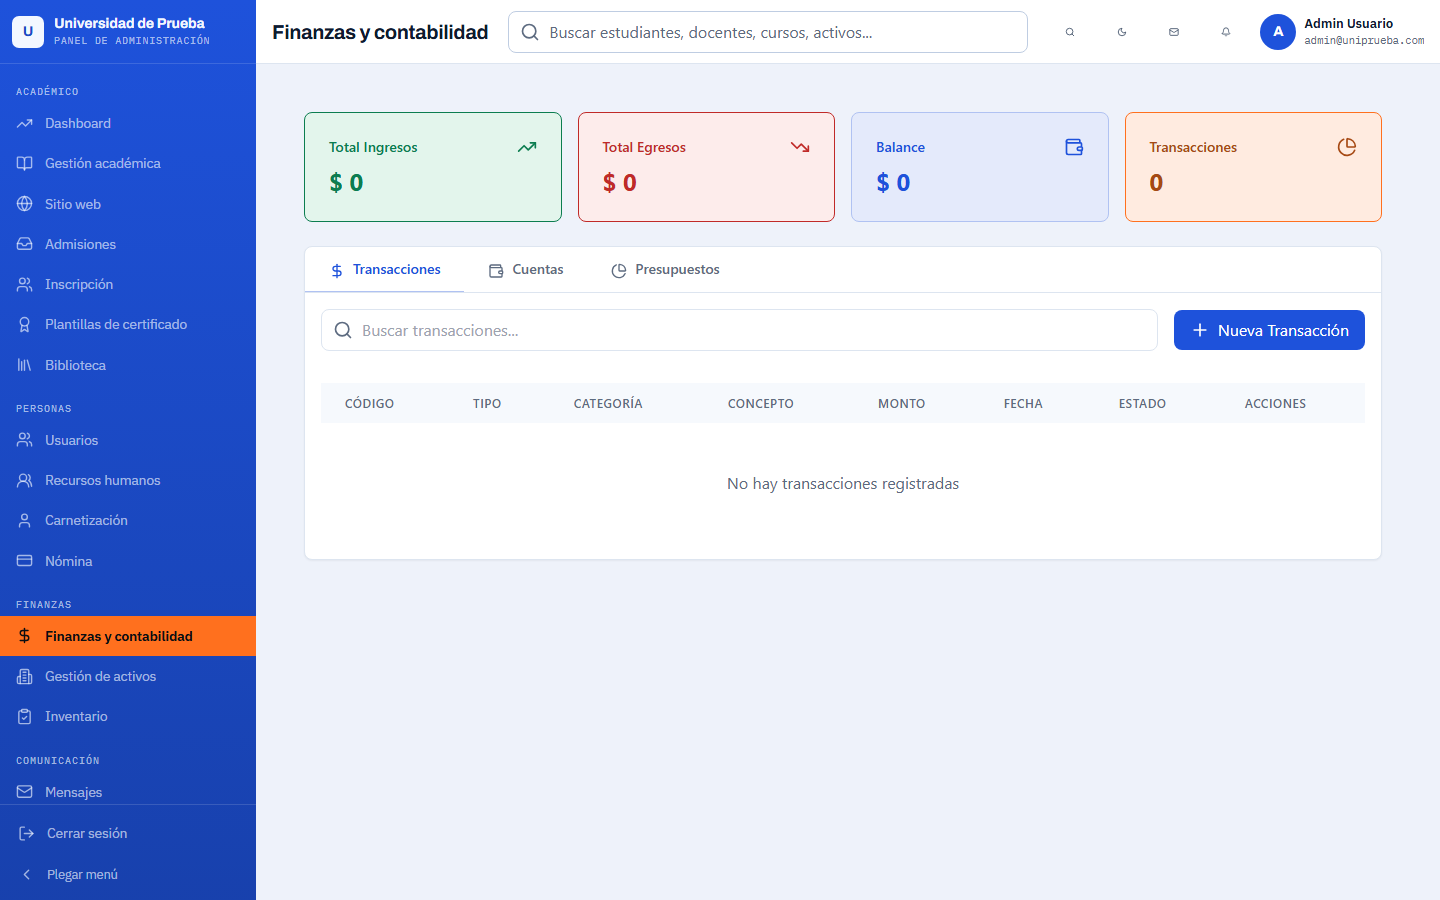 U
Universidad de Prueba
PANEL DE ADMINISTRACIÓN
ACADÉMICO
Dashboard
Gestión académica
Sitio web
Admisiones
Inscripción
Plantillas de certificado
Biblioteca
PERSONAS
Usuarios
Recursos humanos
Carnetización
Nómina
FINANZAS
Finanzas y contabilidad
Gestión de activos
Inventario
COMUNICACIÓN
Mensajes
Cerrar sesión
Plegar menú
Finanzas y contabilidad
Buscar estudiantes, docentes, cursos, activos...
A
Admin Usuario
admin@uniprueba.com
Total Ingresos
$ 0
Total Egresos
$ 0
Balance
$ 0
Transacciones
0
Transacciones Cuentas Presupuestos
Buscar transacciones...
Nueva Transacción
CÓDIGO TIPO CATEGORÍA CONCEPTO MONTO FECHA ESTADO ACCIONES
No hay transacciones registradas